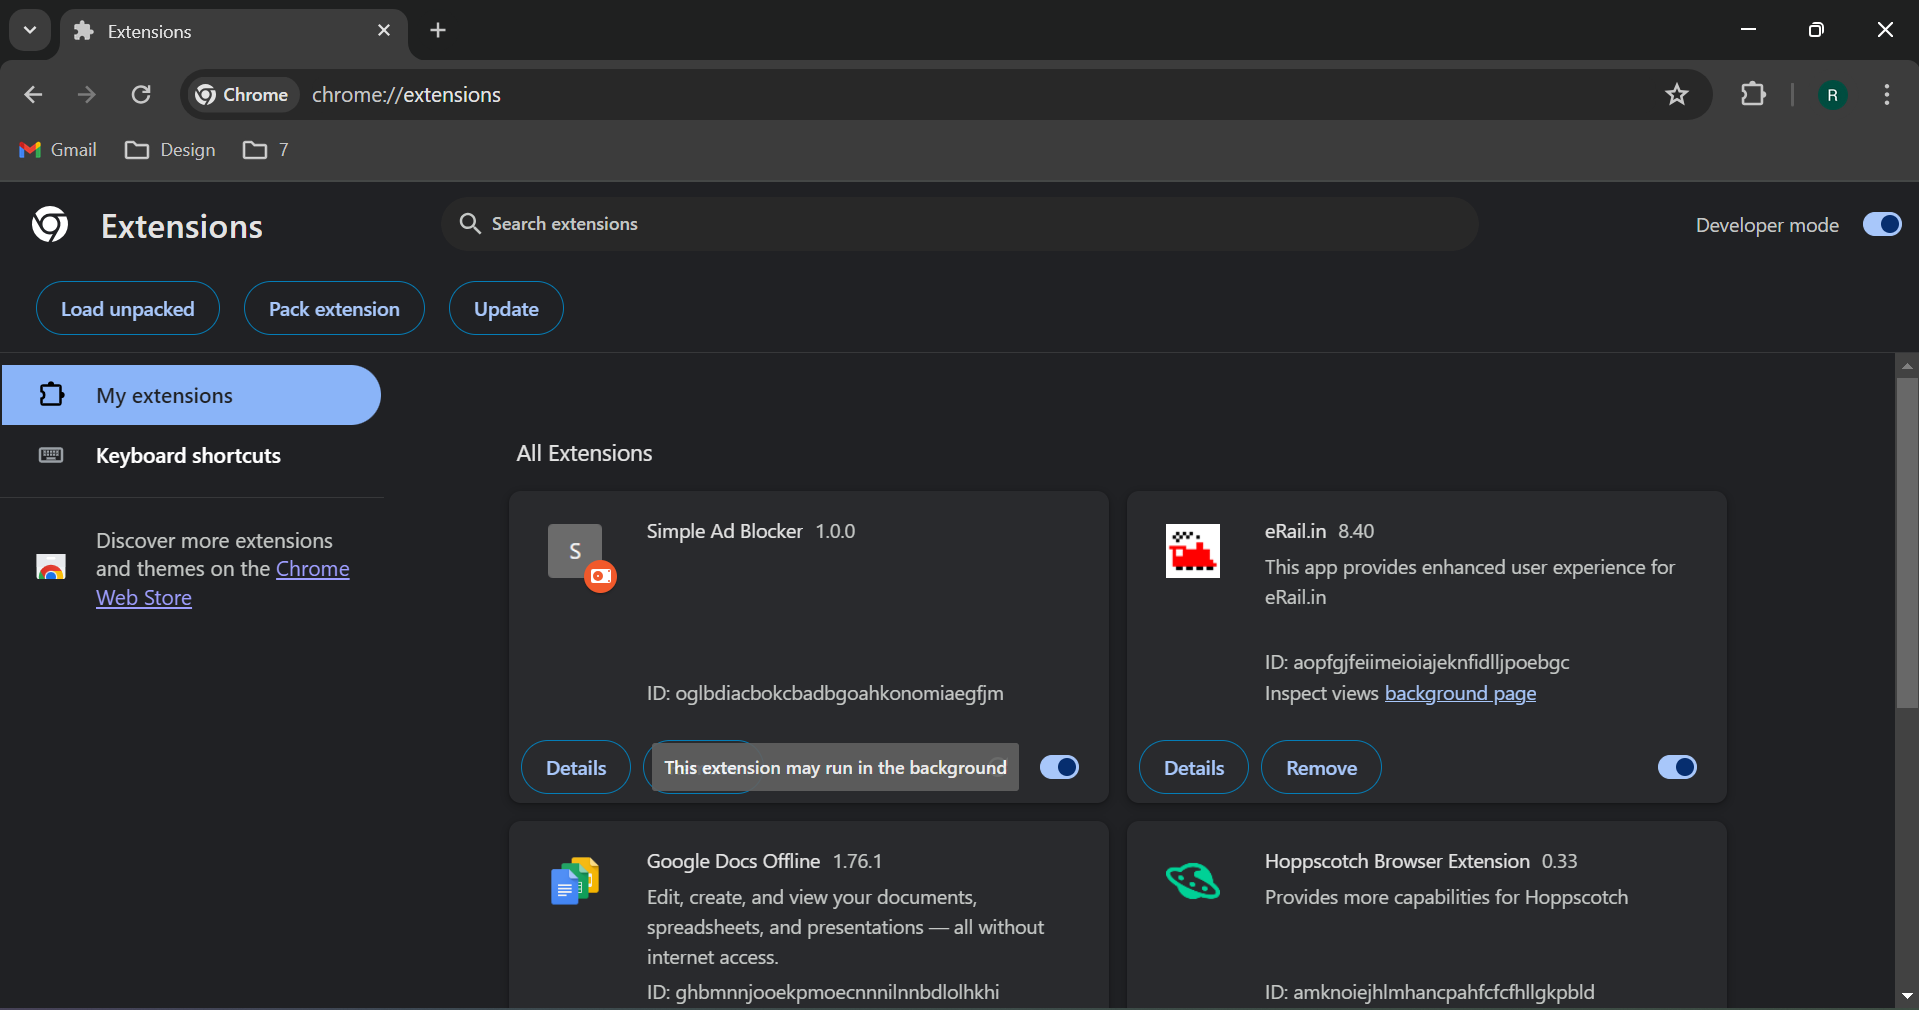 Extensions
Chrome
chrome://extensions
R
Gmail
Design
7
Extensions
Search extensions
Developer mode
Load unpacked
Pack extension
Update
My extensions
Keyboard shortcuts
Discover more extensions
and themes on the Chrome
Web Store
All Extensions
S
Simple Ad Blocker 1.0.0
ID: oglbdiacbokcbadbgoahkonomiaegfjm
Details
This extension may run in the background
eRail.in 8.40
This app provides enhanced user experience for
eRail.in
ID: aopfgjfeiimeioiajeknfidlljpoebgc
Inspect views background page
Details
Remove
Google Docs Offline 1.76.1
Edit, create, and view your documents,
spreadsheets, and presentations — all without
internet access.
ID: ghbmnnjooekpmoecnnnilnnbdlolhkhi
Hoppscotch Browser Extension 0.33
Provides more capabilities for Hoppscotch
ID: amknoiejhlmhancpahfcfcfhllgkpbld